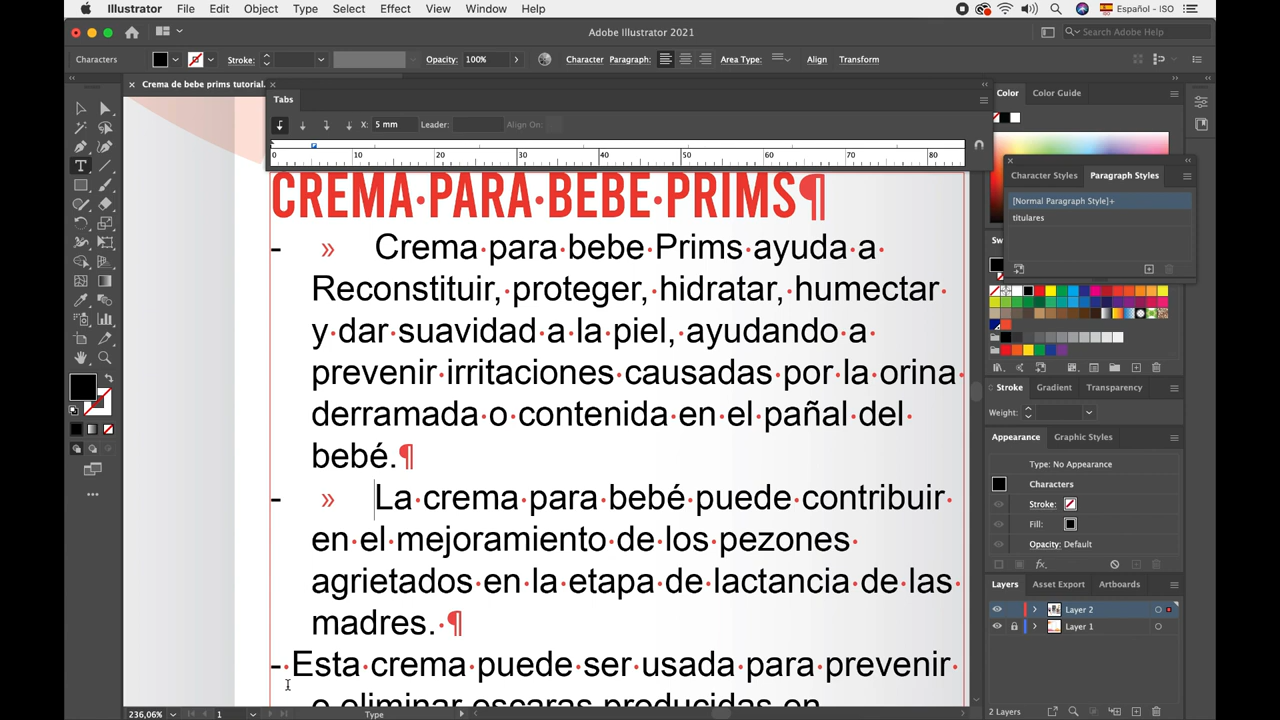 Illustrator File Edit Object Type Select Effect View Window Help Español - ISO
Adobe Illustrator 2021
Search Adobe Help
Characters Stroke: Opacity: 100% Character Paragraph: Area Type: Align Transform
Crema de bebe prims tutorial.
Tabs
X: 5 mm Leader: Align On:
0 10 20 30 40 50 60 70 80
CREMA·PARA·BEBE·PRIMS¶
- » Crema·para·bebe·Prims·ayuda·a·
Reconstituir,·proteger,·hidratar,·humectar·
y·dar·suavidad·a·la·piel,·ayudando·a·
prevenir·irritaciones·causadas·por·la·orina·
derramada·o·contenida·en·el·pañal·del·
bebé.¶
- » La·crema·para·bebé·puede·contribuir·
en·el·mejoramiento·de·los·pezones·
agrietados·en·la·etapa·de·lactancia·de·las·
madres.·¶
-·Esta·crema·puede·ser·usada·para·prevenir·
o·eliminar·escaras·producidas·en·
Color Color Guide
Character Styles Paragraph Styles
[Normal Paragraph Style]+
titulares
Sw
Stroke Gradient Transparency
Weight:
Appearance Graphic Styles
Type: No Appearance
Characters
Stroke:
Fill:
Opacity: Default
fx.
Layers Asset Export Artboards
Layer 2
Layer 1
2 Layers
236,06% 1 Type